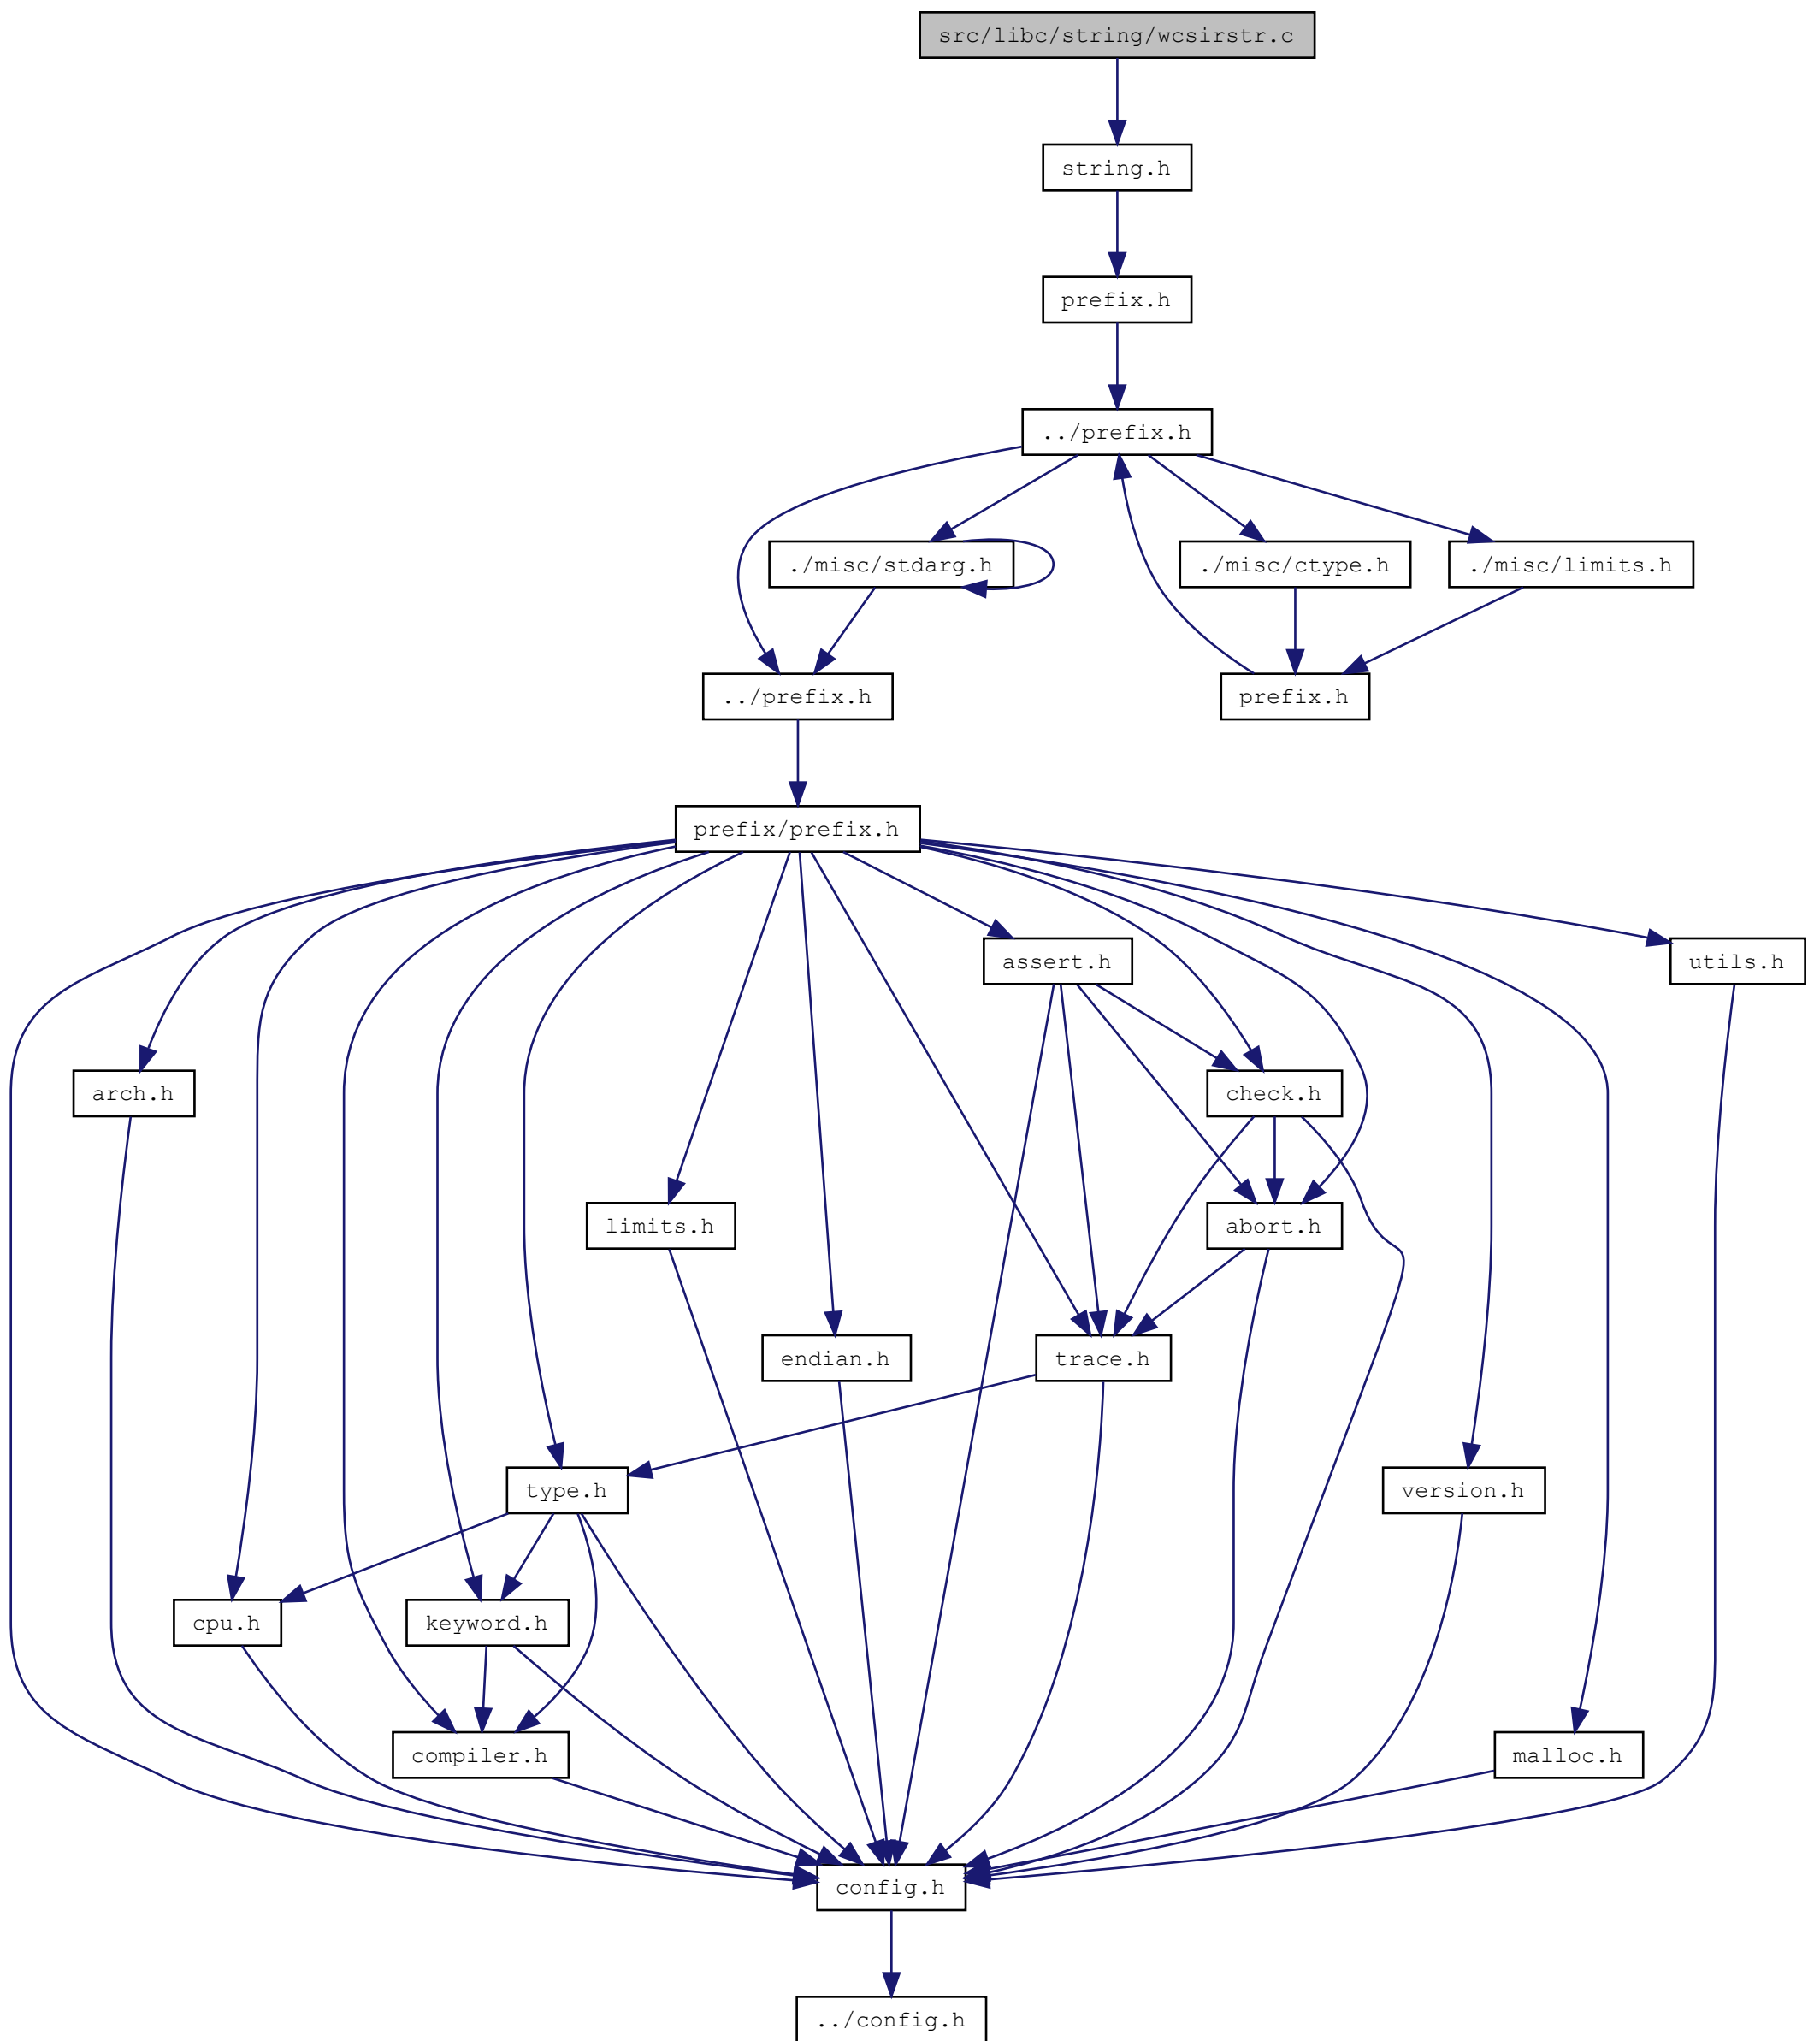 src/libc/string/wcsirstr.c
string.h
prefix.h
../prefix.h
./misc/stdarg.h
./misc/ctype.h
./misc/limits.h
../prefix.h
prefix.h
prefix/prefix.h
assert.h
utils.h
arch.h
check.h
limits.h
abort.h
endian.h
trace.h
type.h
version.h
cpu.h
keyword.h
compiler.h
malloc.h
config.h
../config.h